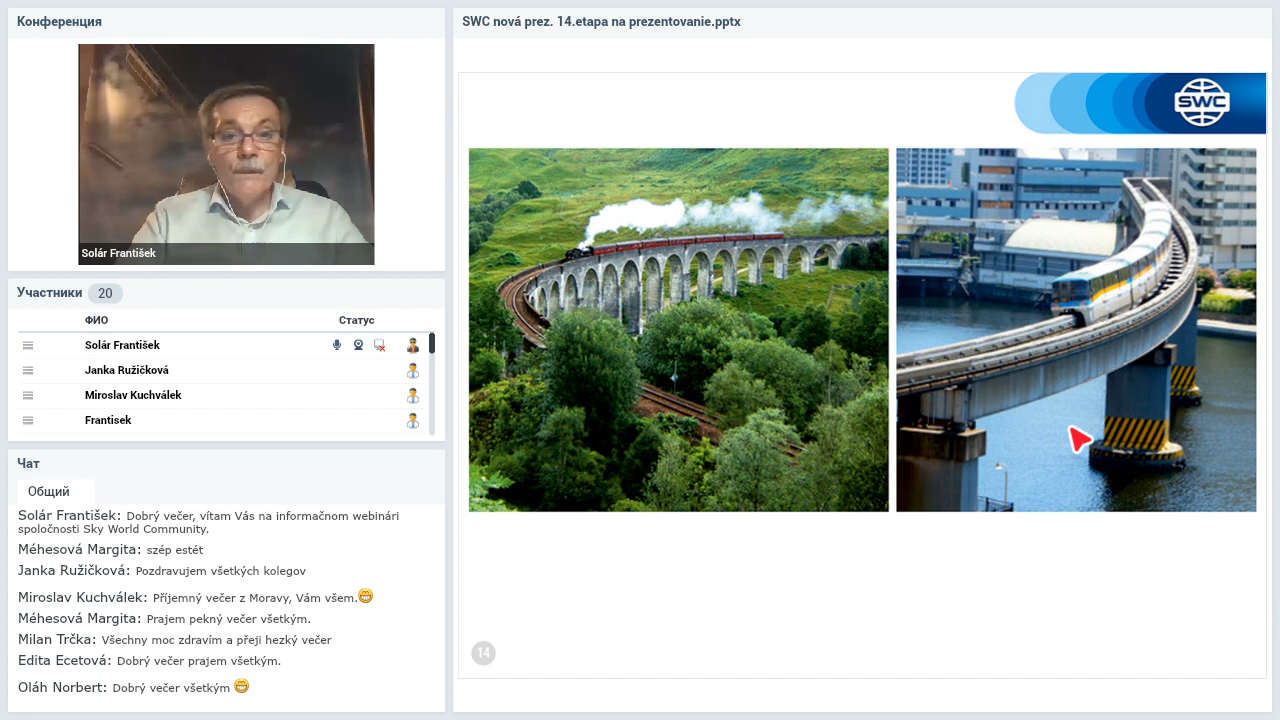 Конференция
Solár František
Участники 20
ФИО Статус
Solár František
Janka Ružičková
Miroslav Kuchválek
Frantisek
Чат
Общий
Solár František: Dobrý večer, vítam Vás na informačnom webinári
spoločnosti Sky World Community.
Méhesová Margita: szép estét
Janka Ružičková: Pozdravujem všetkých kolegov
Miroslav Kuchválek: Příjemný večer z Moravy, Vám všem.
Méhesová Margita: Prajem pekný večer všetkým.
Milan Trčka: Všechny moc zdravím a přeji hezký večer
Edita Ecetová: Dobrý večer prajem všetkým.
Oláh Norbert: Dobrý večer všetkým
SWC nová prez. 14.etapa na prezentovanie.pptx
SWC
14